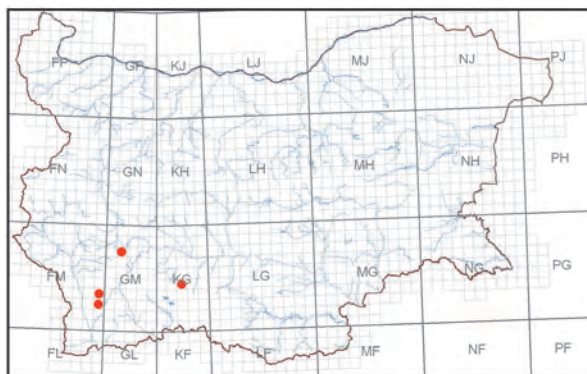 FP GP KJ LJ MJ NJ PJ
FN GN KH LH MH NH PH
FM GM KG LG MG NG PG
FL GL KF LF MF NF PF